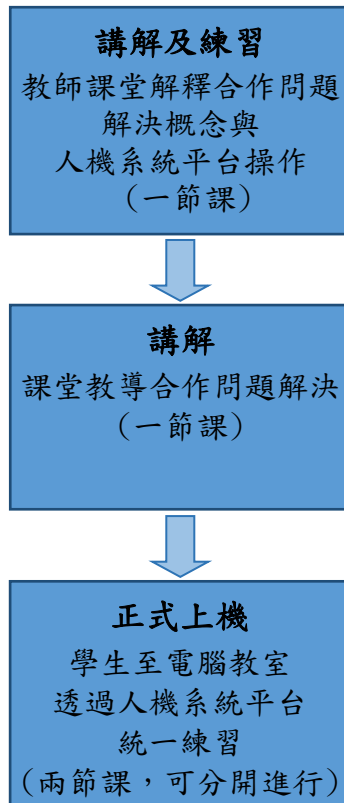 講解及練習
教師課堂解釋合作問題
解決概念與
人機系統平台操作
（一節課）
講解
課堂教導合作問題解決
（一節課）
正式上機
學生至電腦教室
透過人機系統平台
統一練習
（兩節課，可分開進行）